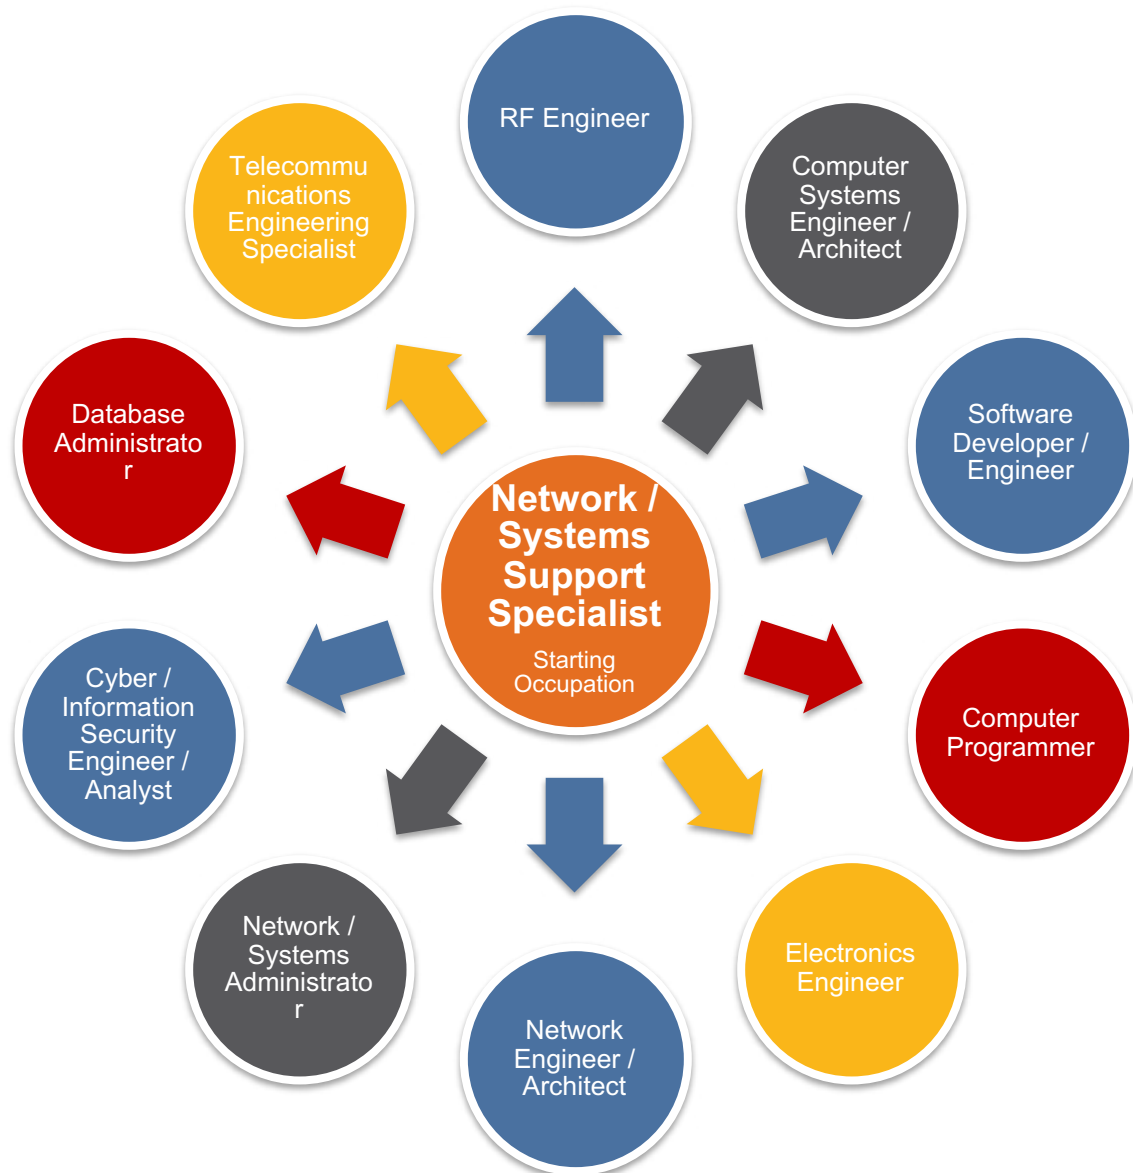 RF Engineer
Computer
Systems
Engineer /
Architect
Software
Developer /
Engineer
Computer
Programmer
Electronics
Engineer
Network
Engineer /
Architect
Network /
Systems
Administrato
r
Cyber /
Information
Security
Engineer /
Analyst
Database
Administrato
r
Telecommu
nications
Engineering
Specialist
Network /
Systems
Support
Specialist
Starting
Occupation